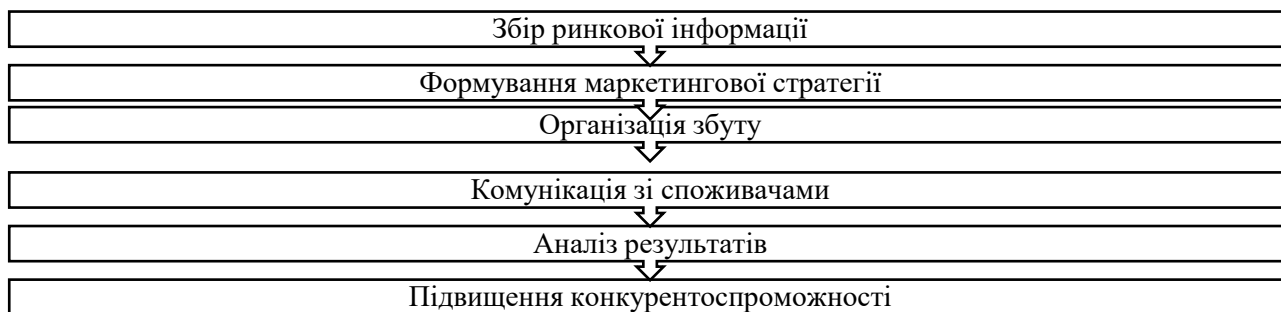 Збір ринкової інформації
Формування маркетингової стратегії
Організація збуту
Комунікація зі споживачами
Аналіз результатів
Підвищення конкурентоспроможності